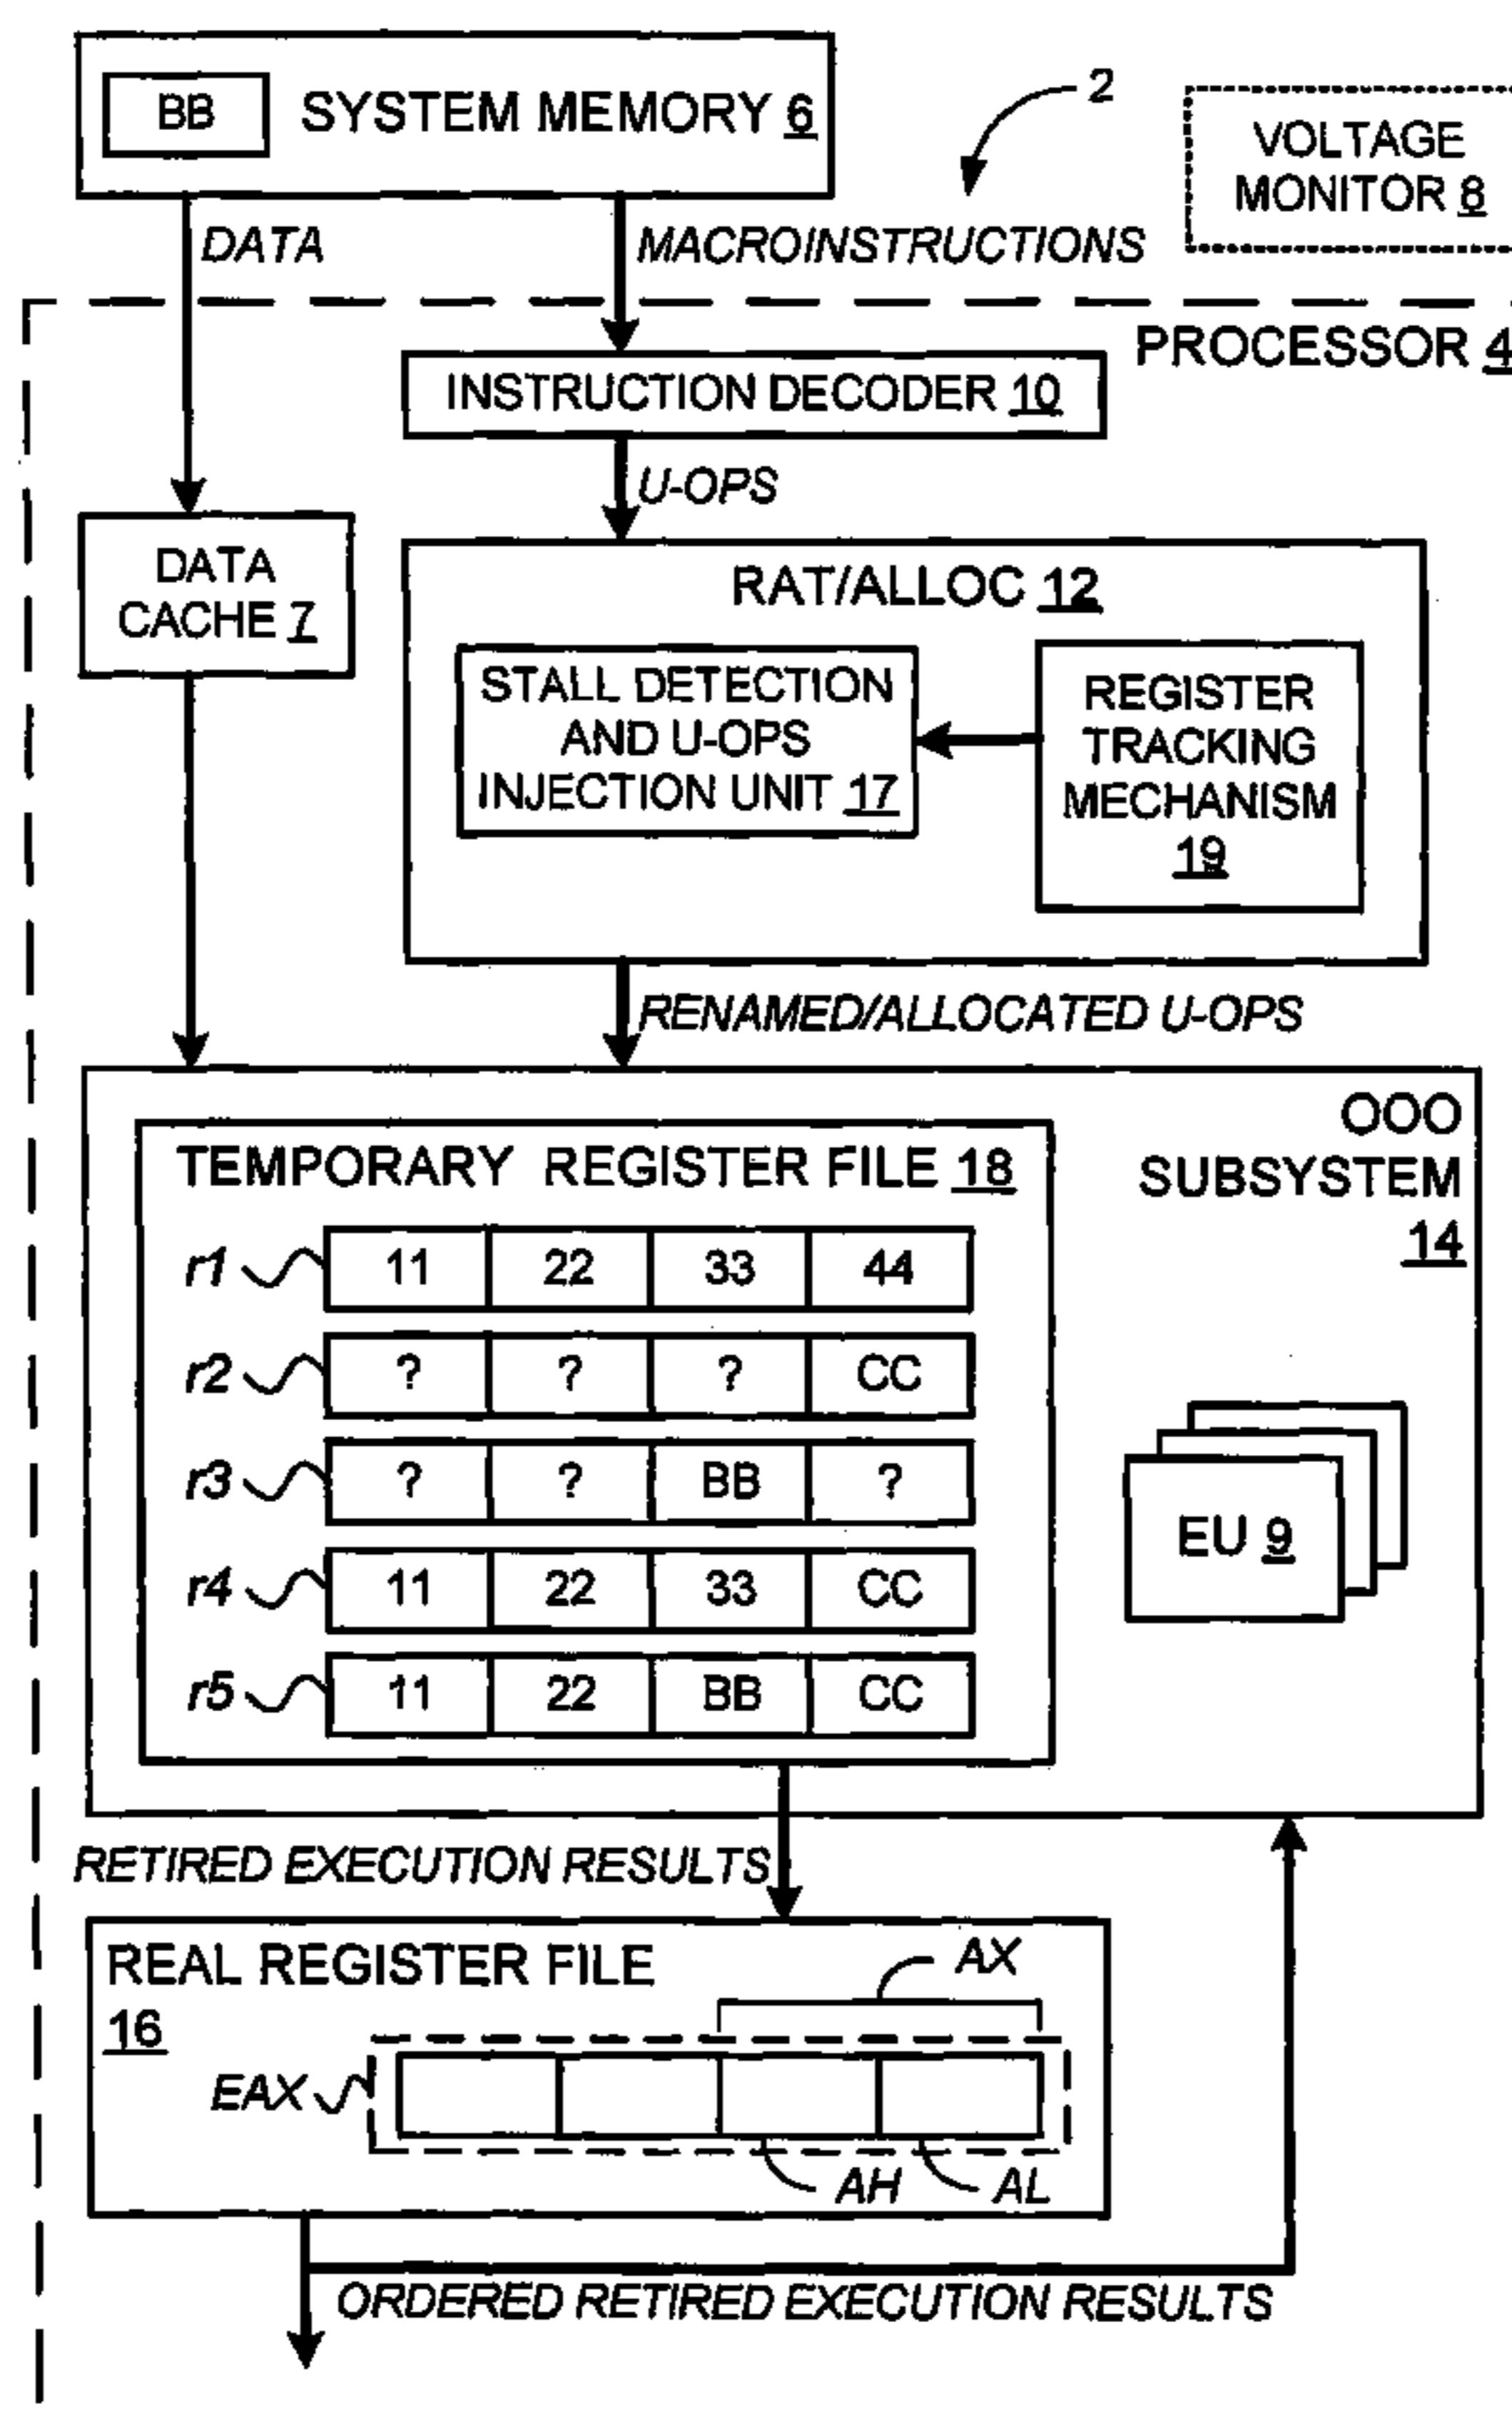 BB
SYSTEM MEMORY 6
2
VOLTAGE
MONITOR 8
DATA
MACROINSTRUCTIONS
PROCESSOR 4
INSTRUCTION DECODER 10
U-OPS
DATA
CACHE 7
RAT/ALLOC 12
STALL DETECTION
AND U-OPS
INJECTION UNIT 17
REGISTER
TRACKING
MECHANISM
19
RENAMED/ALLOCATED U-OPS
OOO
SUBSYSTEM
14
TEMPORARY REGISTER FILE 18
r1 11 22 33 44
r2 ? ? ? CC
r3 ? ? BB ?
r4 11 22 33 CC
r5 11 22 BB CC
EU 9
RETIRED EXECUTION RESULTS
REAL REGISTER FILE
16
AX
EAX
AH
AL
ORDERED RETIRED EXECUTION RESULTS